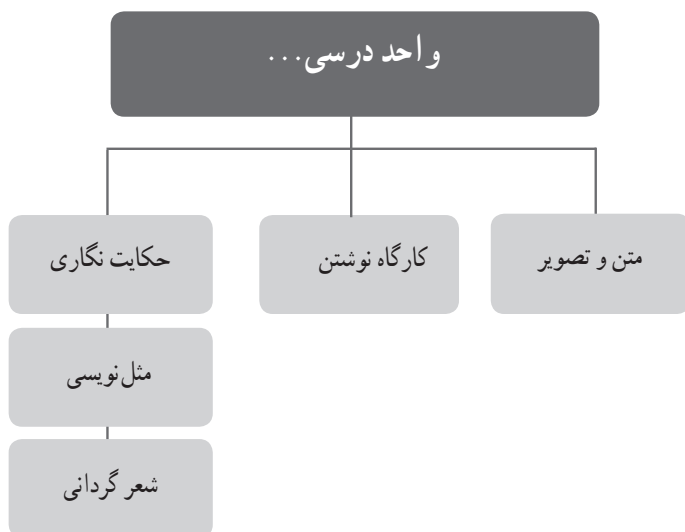 واحد درسی...
متن و تصویر
کارگاه نوشتن
حکایت نگاری
مثل‌نویسی
شعر گردانی